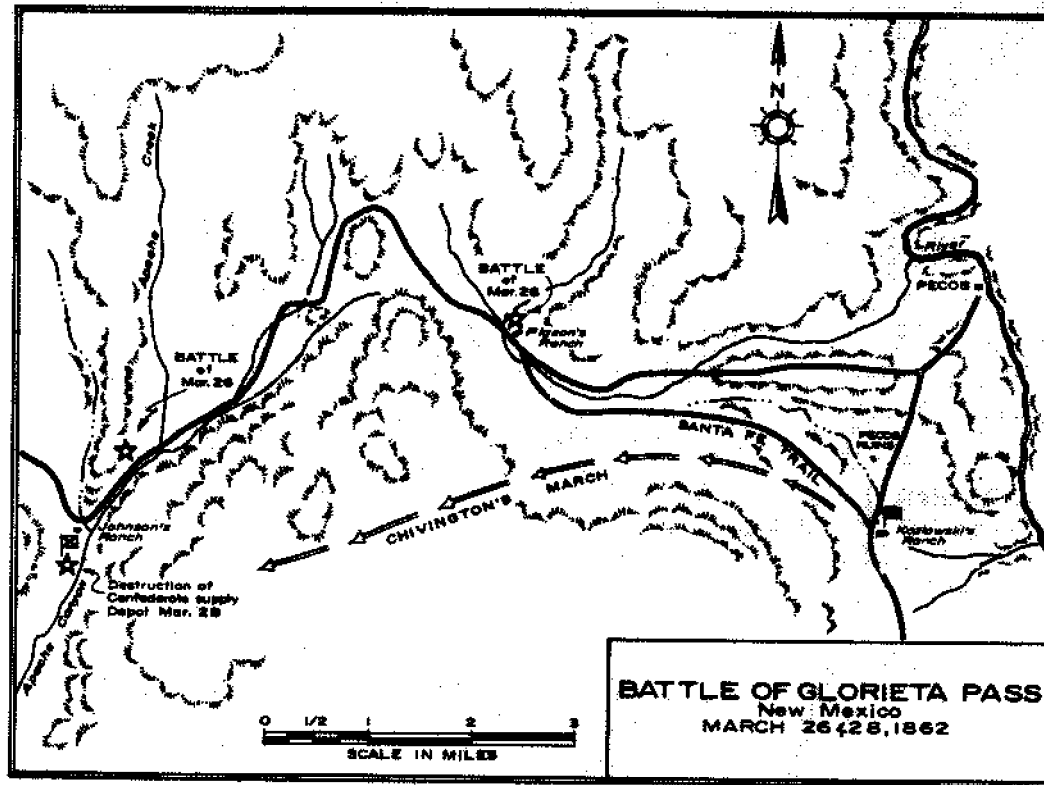 N
Creek
Apache
Pecos
River
PECOS
BATTLE
of
Mar. 26
Pigeon's
Ranch
BATTLE
of
Mar. 26
SANTA FE TRAIL
PECOS
RUINS
MARCH
CHIVINGTON'S
Kozlowski's
Ranch
Johnson's
Ranch
Destruction of
Confederate supply
Depot Mar. 28
Apache Canyon
BATTLE OF GLORIETA PASS
New Mexico
MARCH 26&28,1862
0 1/2 1 2 3
SCALE IN MILES